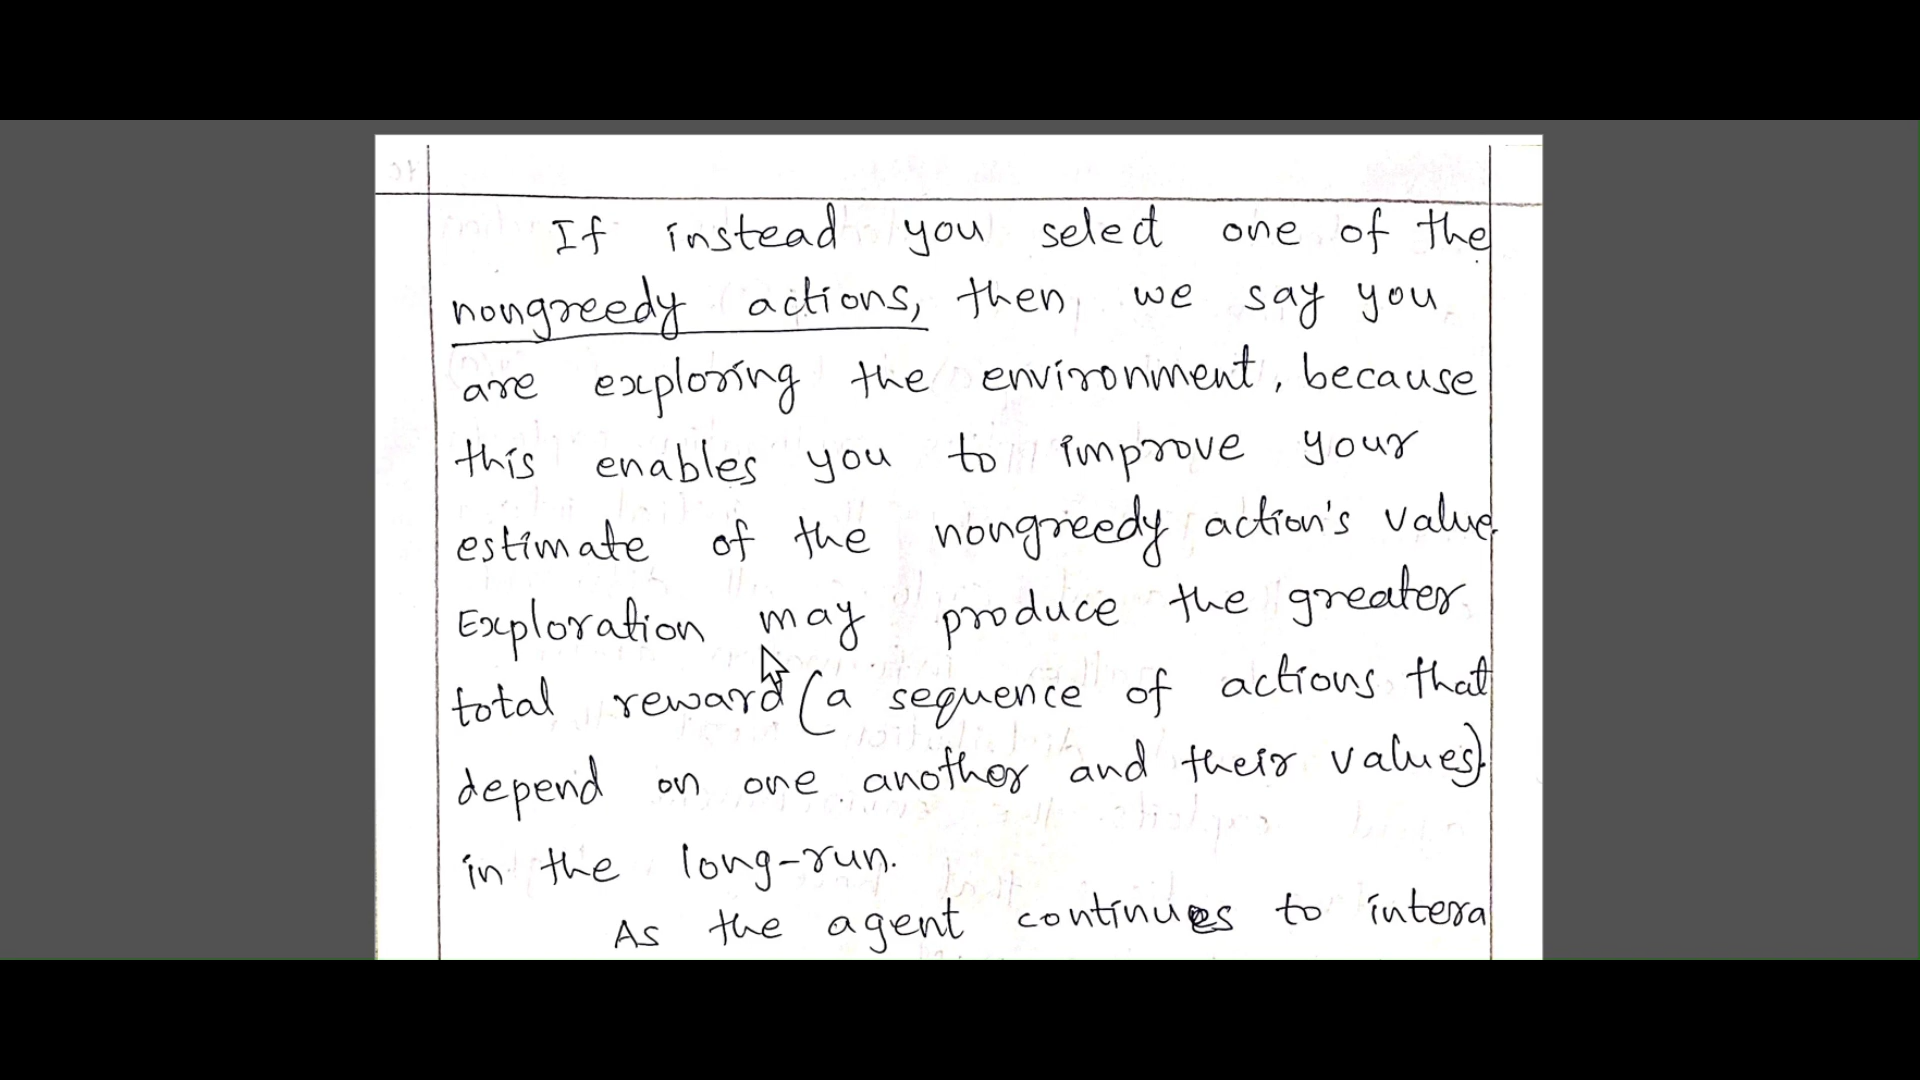 If instead you select one of the
nongreedy actions, then we say you
are exploring the environment, because
this enables you to improve your
estimate of the nongreedy action's value.
Exploration may produce the greater
total reward (a sequence of actions that
depend on one another and their values).
in the long-run.
As the agent continues to intera